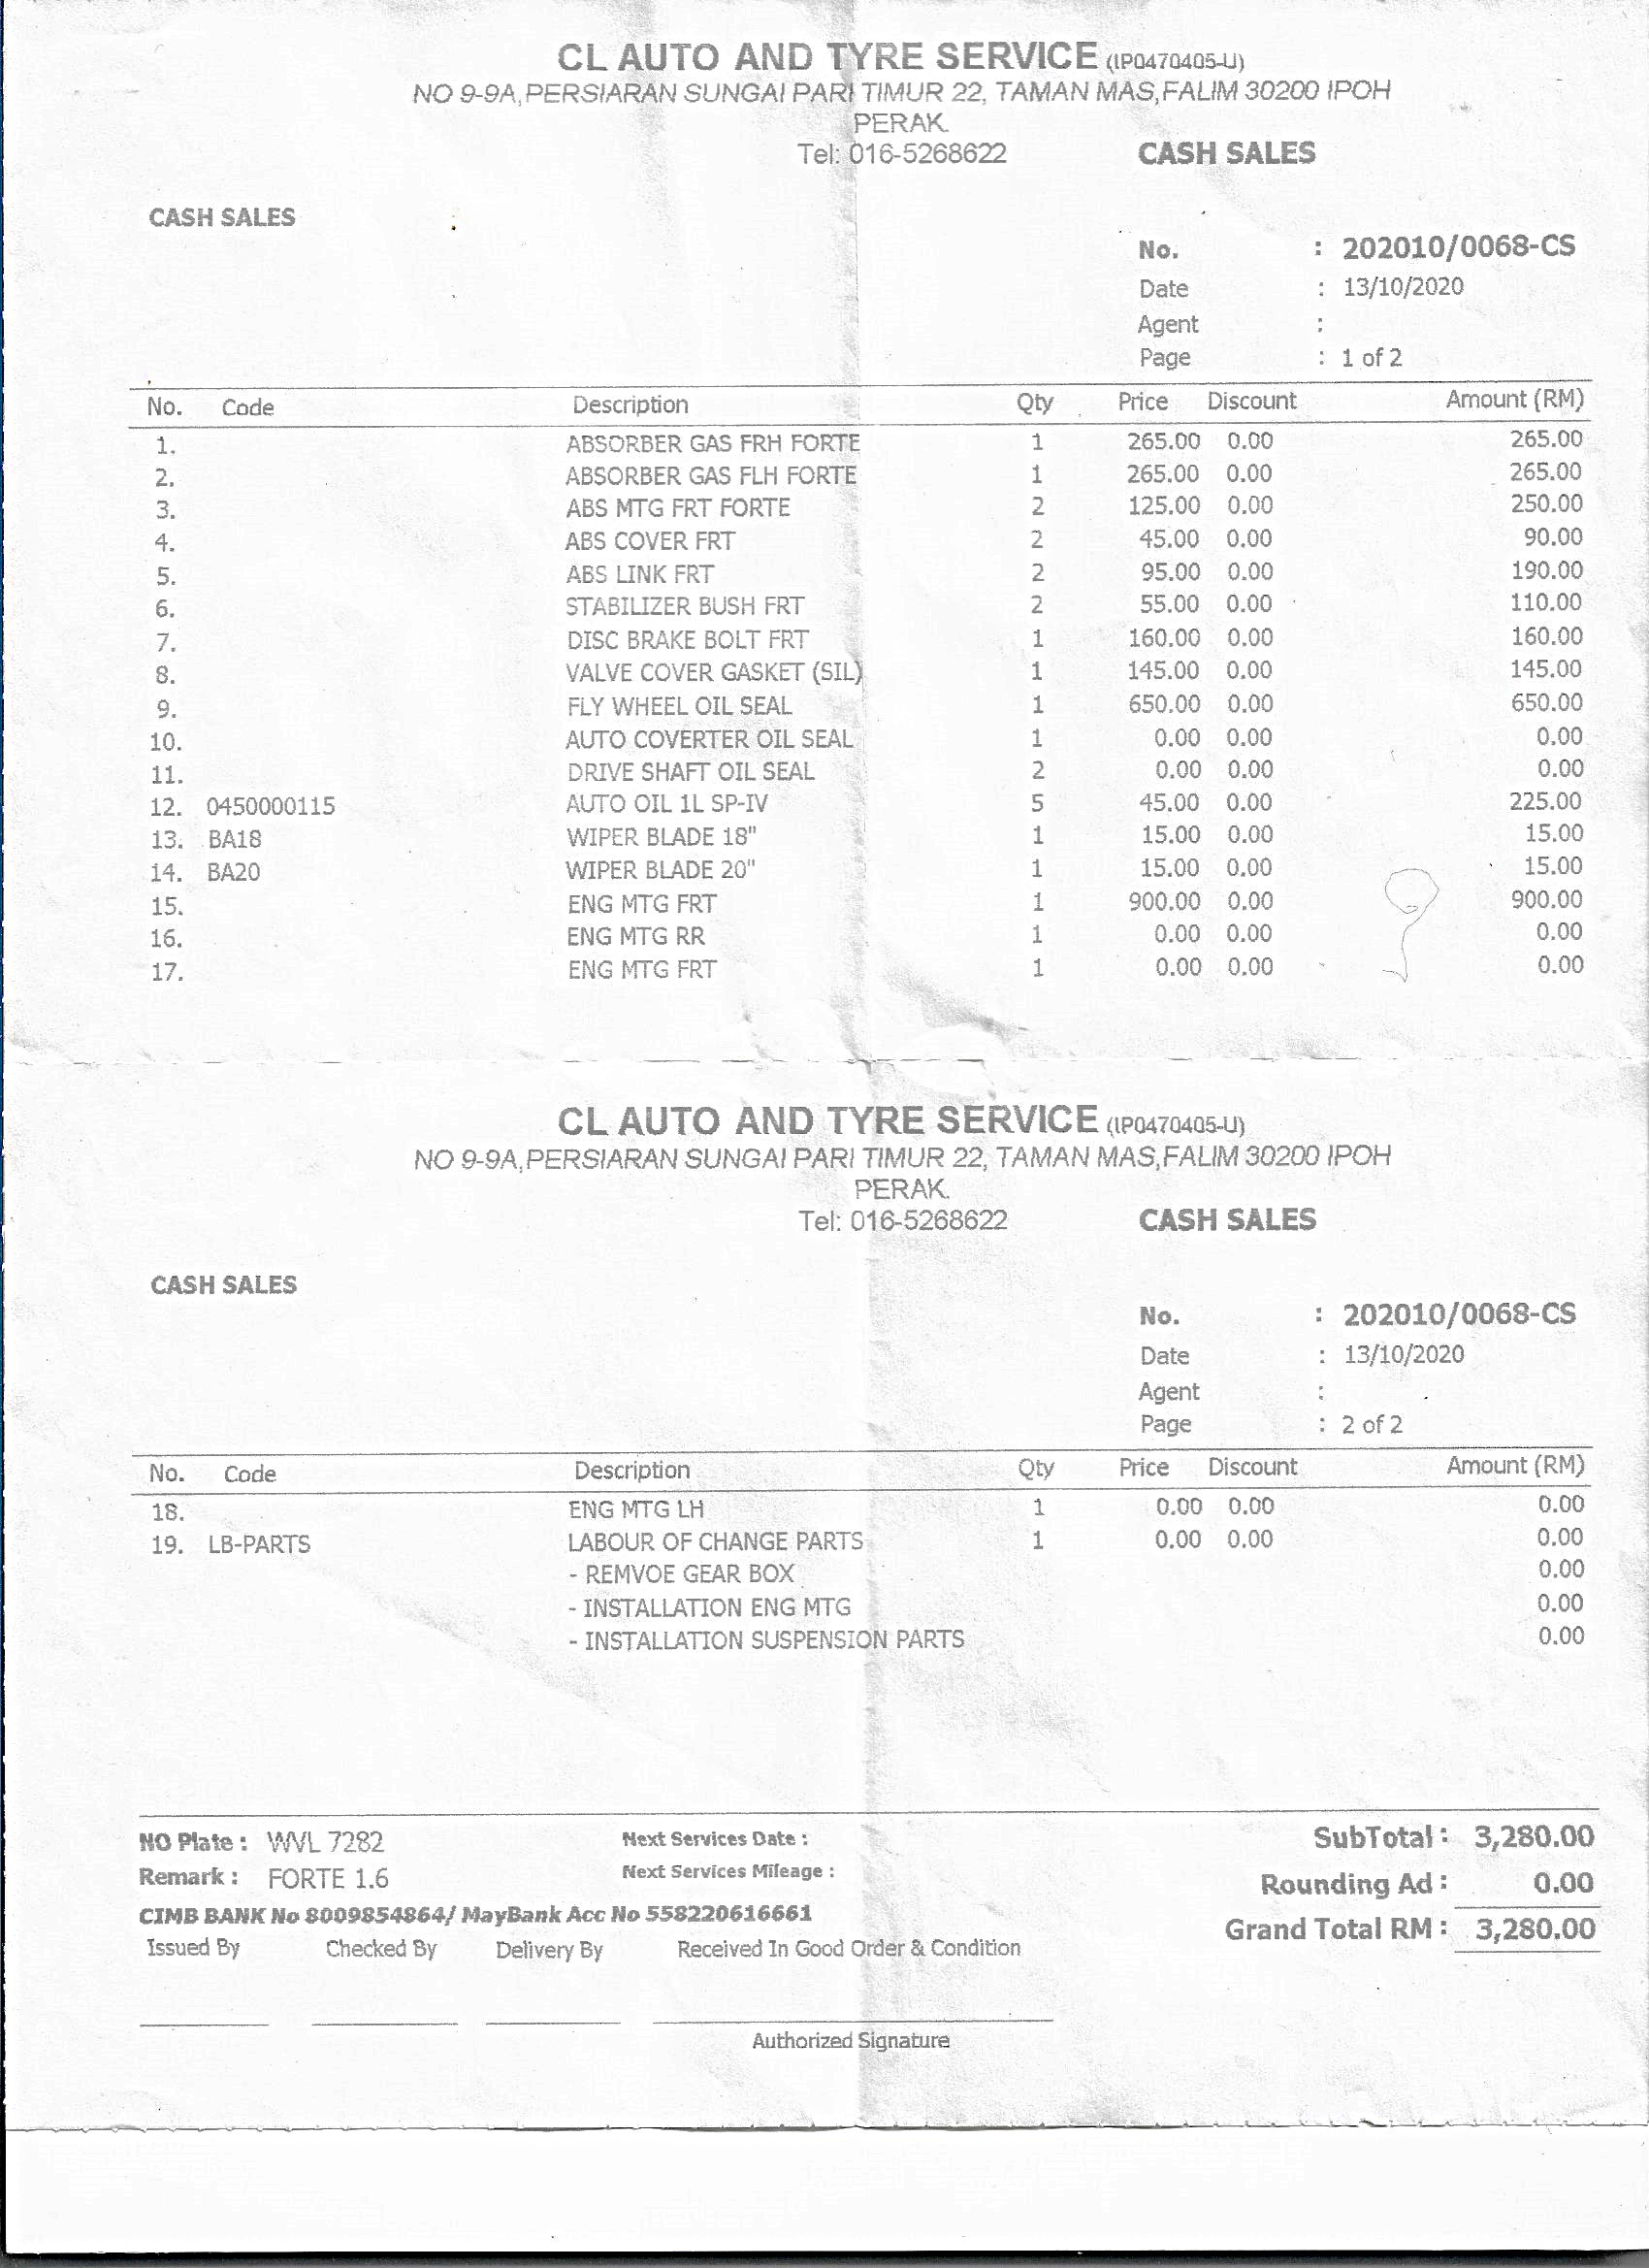 CL AUTO AND TYRE SERVICE (IP0470405-U)
NO 9-9A,PERSIARAN SUNGAI PARI TIMUR 22, TAMAN MAS,FALIM 30200 IPOH
PERAK.
Tel: 016-5268622 CASH SALES
CASH SALES
No. : 202010/0068-CS
Date : 13/10/2020
Agent :
Page : 1 of 2
No. Code Description Qty Price Discount Amount (RM)
1. ABSORBER GAS FRH FORTE 1 265.00 0.00 265.00
2. ABSORBER GAS FLH FORTE 1 265.00 0.00 265.00
3. ABS MTG FRT FORTE 2 125.00 0.00 250.00
4. ABS COVER FRT 2 45.00 0.00 90.00
5. ABS LINK FRT 2 95.00 0.00 190.00
6. STABILIZER BUSH FRT 2 55.00 0.00 110.00
7. DISC BRAKE BOLT FRT 1 160.00 0.00 160.00
8. VALVE COVER GASKET (SIL) 1 145.00 0.00 145.00
9. FLY WHEEL OIL SEAL 1 650.00 0.00 650.00
10. AUTO COVERTER OIL SEAL 1 0.00 0.00 0.00
11. DRIVE SHAFT OIL SEAL 2 0.00 0.00 0.00
12. 0450000115 AUTO OIL 1L SP-IV 5 45.00 0.00 225.00
13. BA18 WIPER BLADE 18" 1 15.00 0.00 15.00
14. BA20 WIPER BLADE 20" 1 15.00 0.00 15.00
15. ENG MTG FRT 1 900.00 0.00 900.00
16. ENG MTG RR 1 0.00 0.00 0.00
17. ENG MTG FRT 1 0.00 0.00 0.00
CL AUTO AND TYRE SERVICE (IP0470405-U)
NO 9-9A,PERSIARAN SUNGAI PARI TIMUR 22, TAMAN MAS,FALIM 30200 IPOH
PERAK.
Tel: 016-5268622 CASH SALES
CASH SALES
No. : 202010/0068-CS
Date : 13/10/2020
Agent :
Page : 2 of 2
No. Code Description Qty Price Discount Amount (RM)
18. ENG MTG LH 1 0.00 0.00 0.00
19. LB-PARTS LABOUR OF CHANGE PARTS 1 0.00 0.00 0.00
- REMVOE GEAR BOX 0.00
- INSTALLATION ENG MTG 0.00
- INSTALLATION SUSPENSION PARTS 0.00
NO Plate : WVL 7282 Next Services Date : SubTotal : 3,280.00
Remark : FORTE 1.6 Next Services Mileage : Rounding Ad : 0.00
CIMB BANK No 8009854864/ MayBank Acc No 558220616661 Grand Total RM : 3,280.00
Issued By Checked By Delivery By Received In Good Order & Condition
Authorized Signature